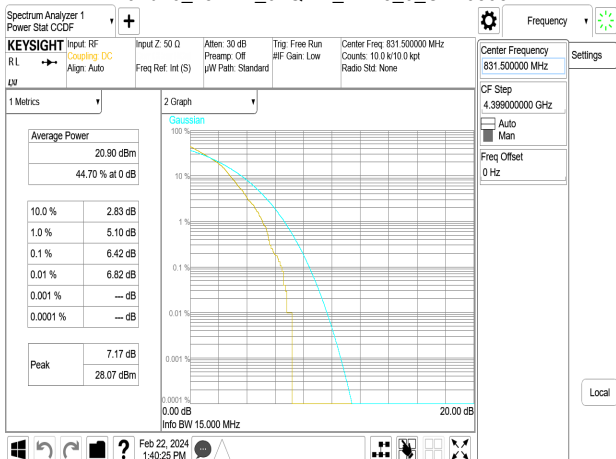 Spectrum Analyzer 1
Power Stat CCDF
Frequency
KEYSIGHT
RL
Input: RF
Coupling: DC
Align: Auto
Input Z: 50 Ω
Freq Ref: Int (S)
Atten: 30 dB
Preamp: Off
µW Path: Standard
Trig: Free Run
#IF Gain: Low
Center Freq: 831.500000 MHz
Counts: 10.0 k/10.0 kpt
Radio Std: None
1 Metrics
Average Power
20.90 dBm
44.70 % at 0 dB
10.0 % 2.83 dB
1.0 % 5.10 dB
0.1 % 6.42 dB
0.01 % 6.82 dB
0.001 % --- dB
0.0001 % --- dB
Peak
7.17 dB
28.07 dBm
2 Graph
Gaussian
100 %
10 %
1 %
0.1 %
0.01 %
0.001 %
0.0001 %
0.00 dB 20.00 dB
Info BW 15.000 MHz
Center Frequency
831.500000 MHz
CF Step
4.399000000 GHz
Auto
Man
Freq Offset
0 Hz
Settings
Local
?
Feb 22, 2024
1:40:25 PM